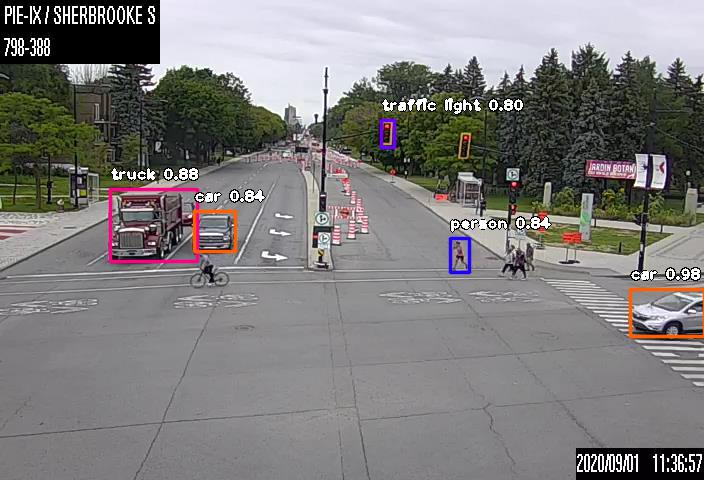 PIE-IX / SHERBROOKE S
798-388
traffic light 0.80
truck 0.88
car 0.84
person 0.84
car 0.98
JARDIN BOTANI
2020/09/01 11:36:57